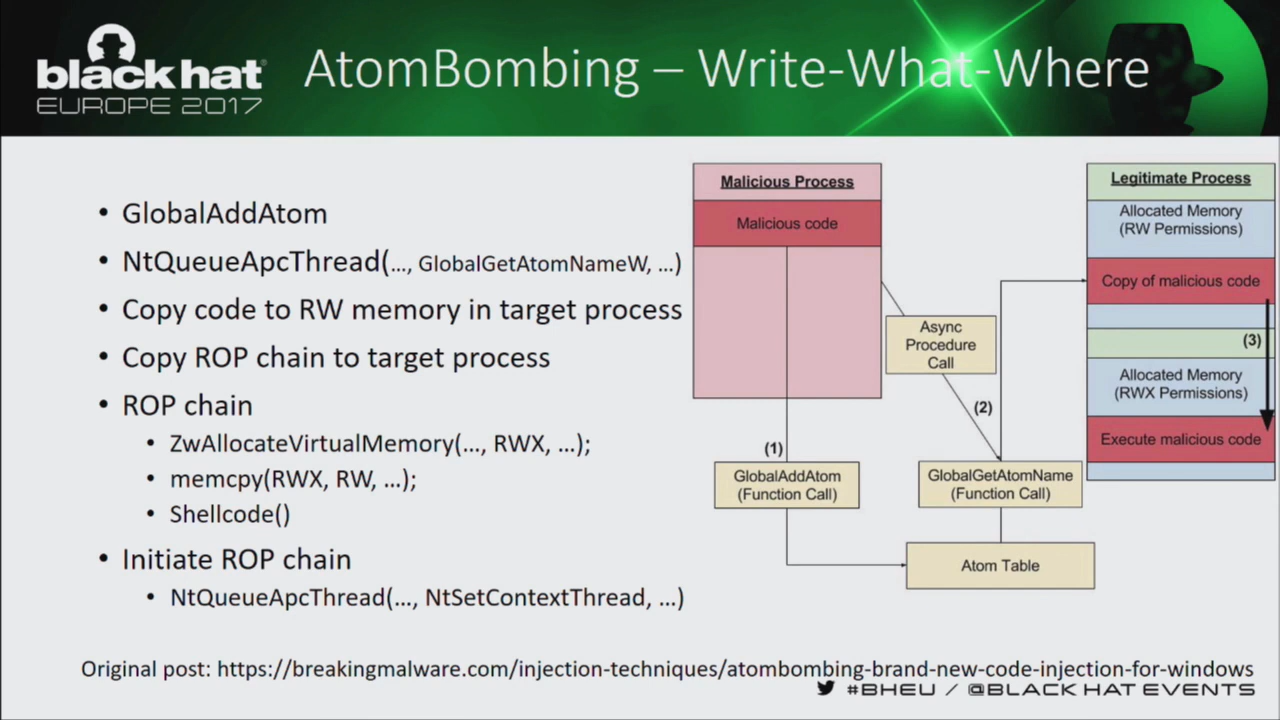 black hat
EUROPE 2017
AtomBombing – Write-What-Where
• GlobalAddAtom
• NtQueueApcThread(…, GlobalGetAtomNameW, …)
• Copy code to RW memory in target process
• Copy ROP chain to target process
• ROP chain
• ZwAllocateVirtualMemory(…, RWX, …);
• memcpy(RWX, RW, …);
• Shellcode()
• Initiate ROP chain
• NtQueueApcThread(…, NtSetContextThread, …)
Malicious Process
Malicious code
Async
Procedure
Call
(1)
(2)
GlobalAddAtom
(Function Call)
GlobalGetAtomName
(Function Call)
Atom Table
Legitimate Process
Allocated Memory
(RW Permissions)
Copy of malicious code
(3)
Allocated Memory
(RWX Permissions)
Execute malicious code
Original post: https://breakingmalware.com/injection-techniques/atombombing-brand-new-code-injection-for-windows
#BHEU / @BLACK HAT EVENTS